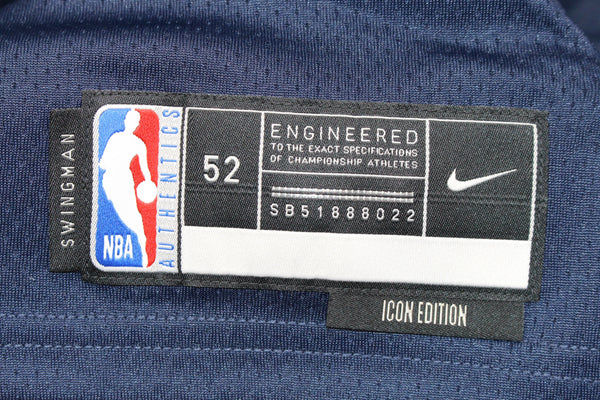 SWINGMAN
NBA
AUTHENTICS
52
ENGINEERED
TO THE EXACT SPECIFICATIONS
OF CHAMPIONSHIP ATHLETES
SB51888022
ICON EDITION